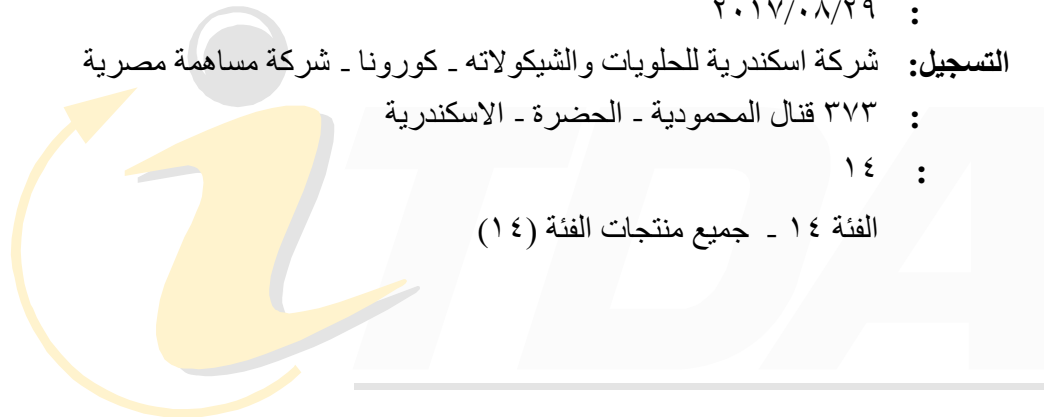 : ٢٠١٧/٠٨/٢٩
التسجيل: شركة اسكندرية للحلويات والشيكولاته ـ كورونا ـ شركة مساهمة مصرية
: ٣٧٣ قنال المحمودية ـ الحضرة ـ الاسكندرية
: ١٤
الفئة ١٤ ـ جميع منتجات الفئة (١٤)
iTDA